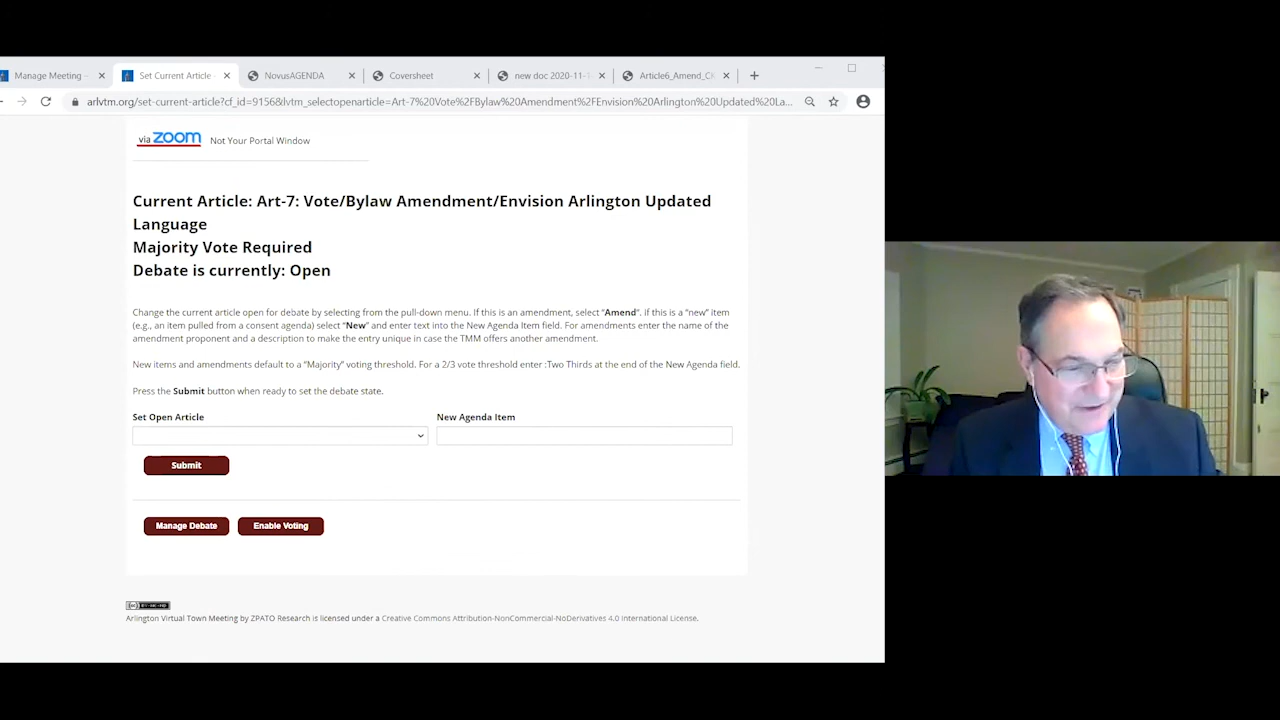 Manage Meeting -
Set Current Article
NovusAGENDA
Coversheet
new doc 2020-11-1
Article6_Amend_C
arlvtm.org/set-current-article?cf_id=9156&lvtm_selectopenarticle=Art-7%20Vote%2FBylaw%20Amendment%2FEnvision%20Arlington%20Updated%20La...
via zoom Not Your Portal Window
Current Article: Art-7: Vote/Bylaw Amendment/Envision Arlington Updated
Language
Majority Vote Required
Debate is currently: Open
Change the current article open for debate by selecting from the pull-down menu. If this is an amendment, select "Amend". If this is a "new" item
(e.g., an item pulled from a consent agenda) select "New" and enter text into the New Agenda Item field. For amendments enter the name of the
amendment proponent and a description to make the entry unique in case the TMM offers another amendment.
New items and amendments default to a "Majority" voting threshold. For a 2/3 vote threshold enter :Two Thirds at the end of the New Agenda field.
Press the Submit button when ready to set the debate state.
Set Open Article New Agenda Item
Submit
Manage Debate Enable Voting
Arlington Virtual Town Meeting by ZPATO Research is licensed under a Creative Commons Attribution-NonCommercial-NoDerivatives 4.0 International License.